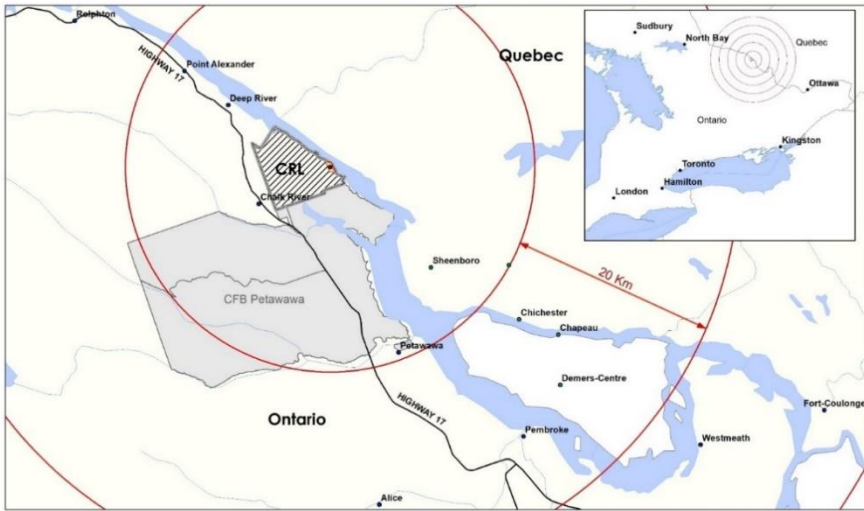 Rolphton
Quebec
HIGHWAY 17
Point Alexander
Deep River
CRL
Chalk River
Sheenboro
20 Km
CFB Petawawa
Chichester
Chapeau
Petawawa
Demers-Centre
Ontario
HIGHWAY 17
Pembroke
Westmeath
Fort-Coulonge
Alice
Sudbury
North Bay
Quebec
Ottawa
Ontario
Kingston
Toronto
Hamilton
London